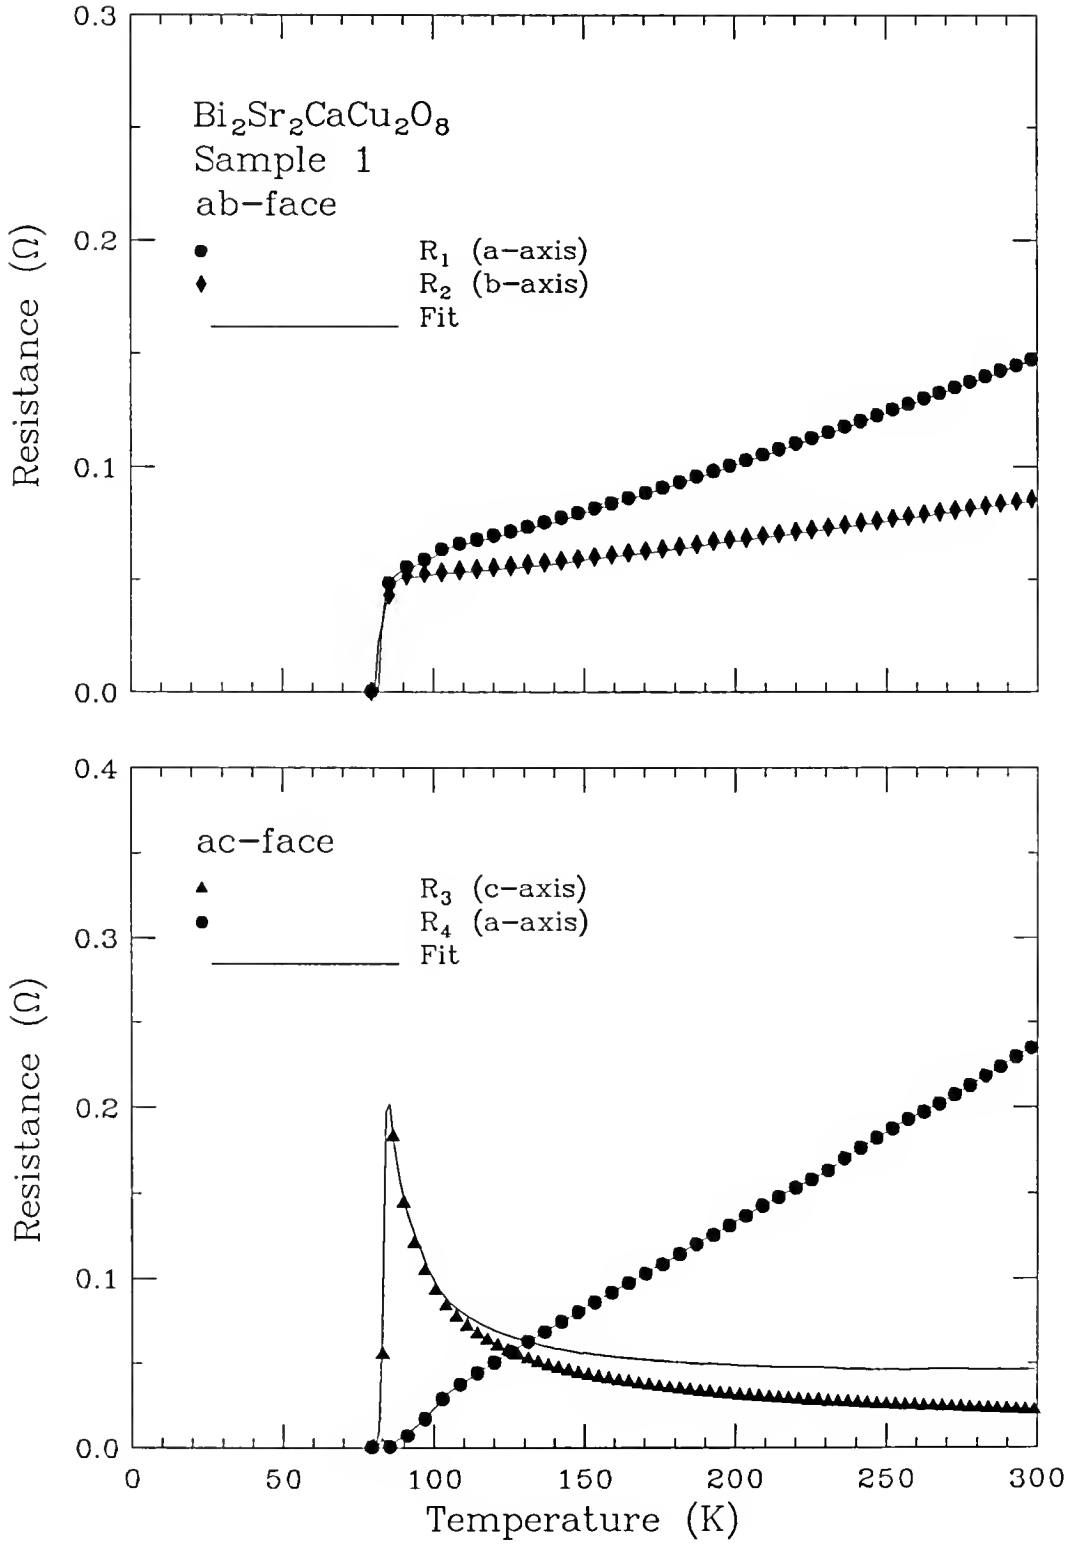 0.3
Bi₂Sr₂CaCu₂O₈
Sample 1
ab-face
R₁ (a-axis)
R₂ (b-axis)
Fit
0.2
0.1
0.0
Resistance (Ω)
0.4
ac-face
R₃ (c-axis)
R₄ (a-axis)
Fit
0.3
0.2
0.1
0.0
Resistance (Ω)
0 50 100 150 200 250 300
Temperature (K)